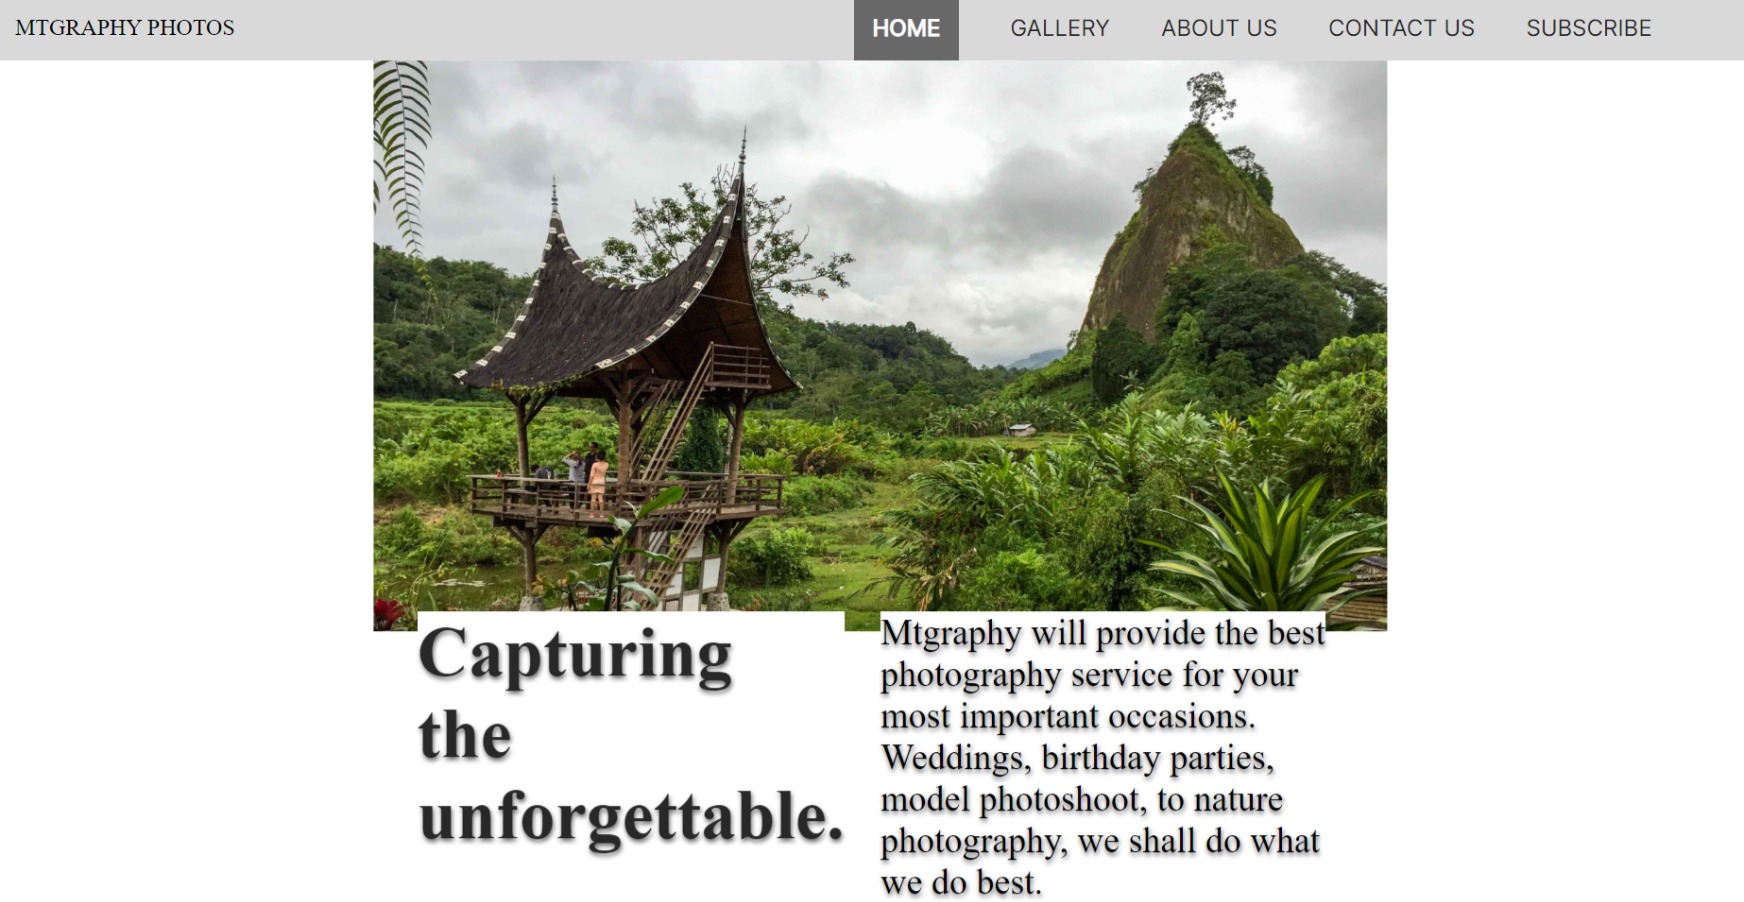 MTGRAPHY PHOTOS
HOME GALLERY ABOUT US CONTACT US SUBSCRIBE
Capturing
the
unforgettable.
Mtgraphy will provide the best
photography service for your
most important occasions.
Weddings, birthday parties,
model photoshoot, to nature
photography, we shall do what
we do best.